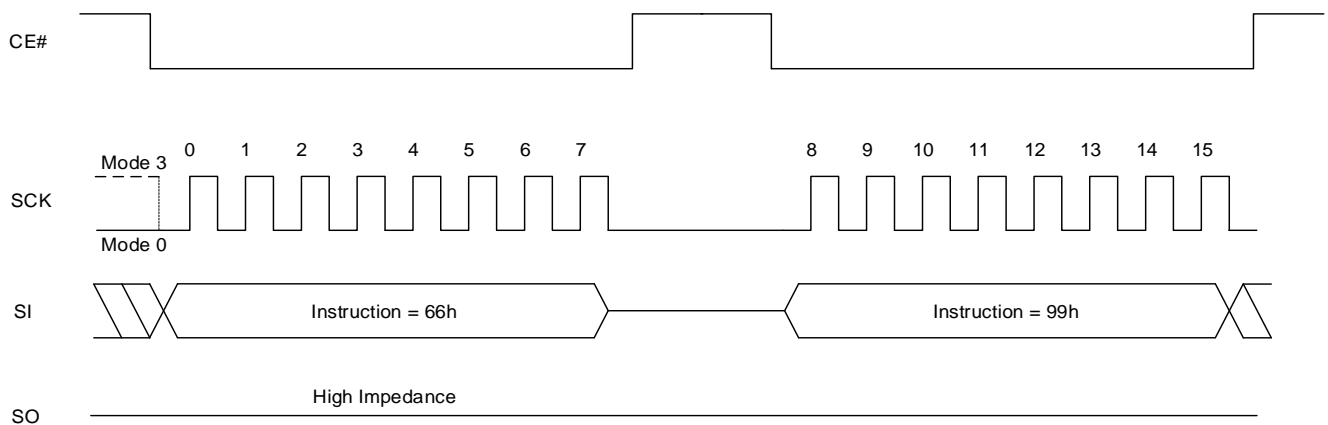 CE#
0 1 2 3 4 5 6 7 8 9 10 11 12 13 14 15
Mode 3
SCK
Mode 0
SI
Instruction = 66h
Instruction = 99h
High Impedance
SO